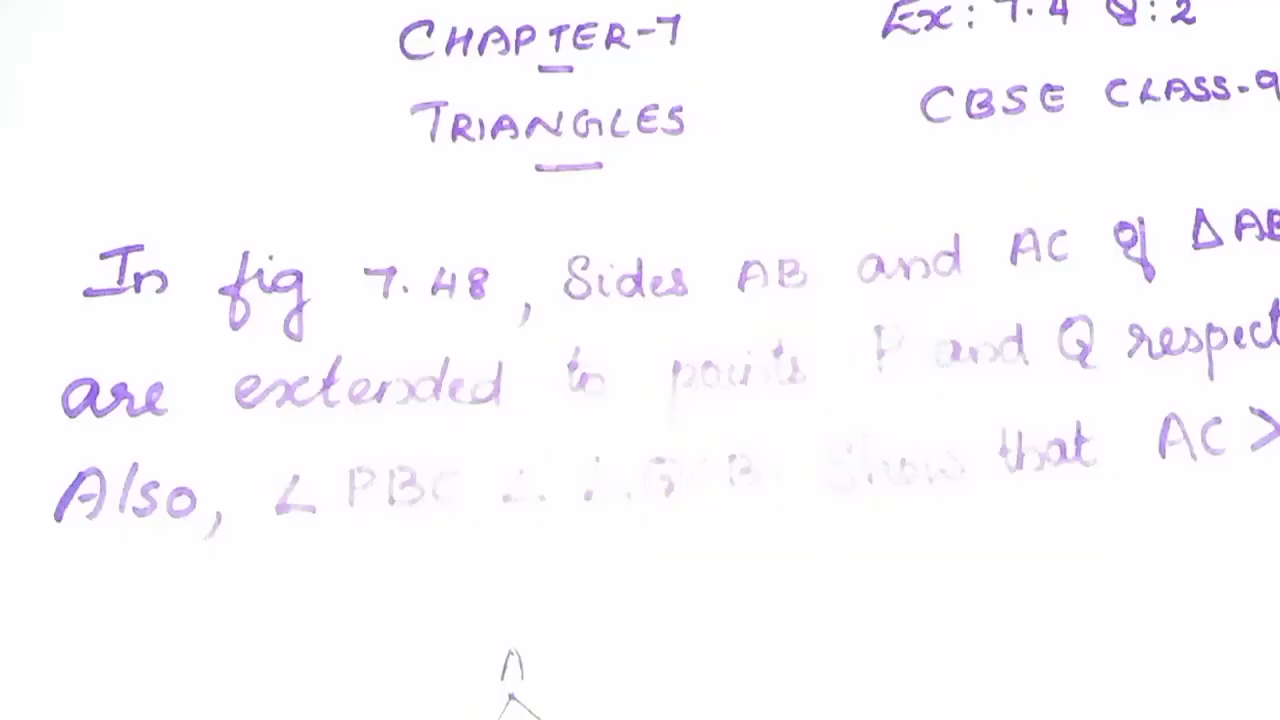 CHAPTER-7
Ex: 7.4 Q:2
TRIANGLES
CBSE CLASS-9
In fig 7.48, Sides AB and AC of ΔAB
are extended to points P and Q respect
Also, ∠PBC Show that AC >
A